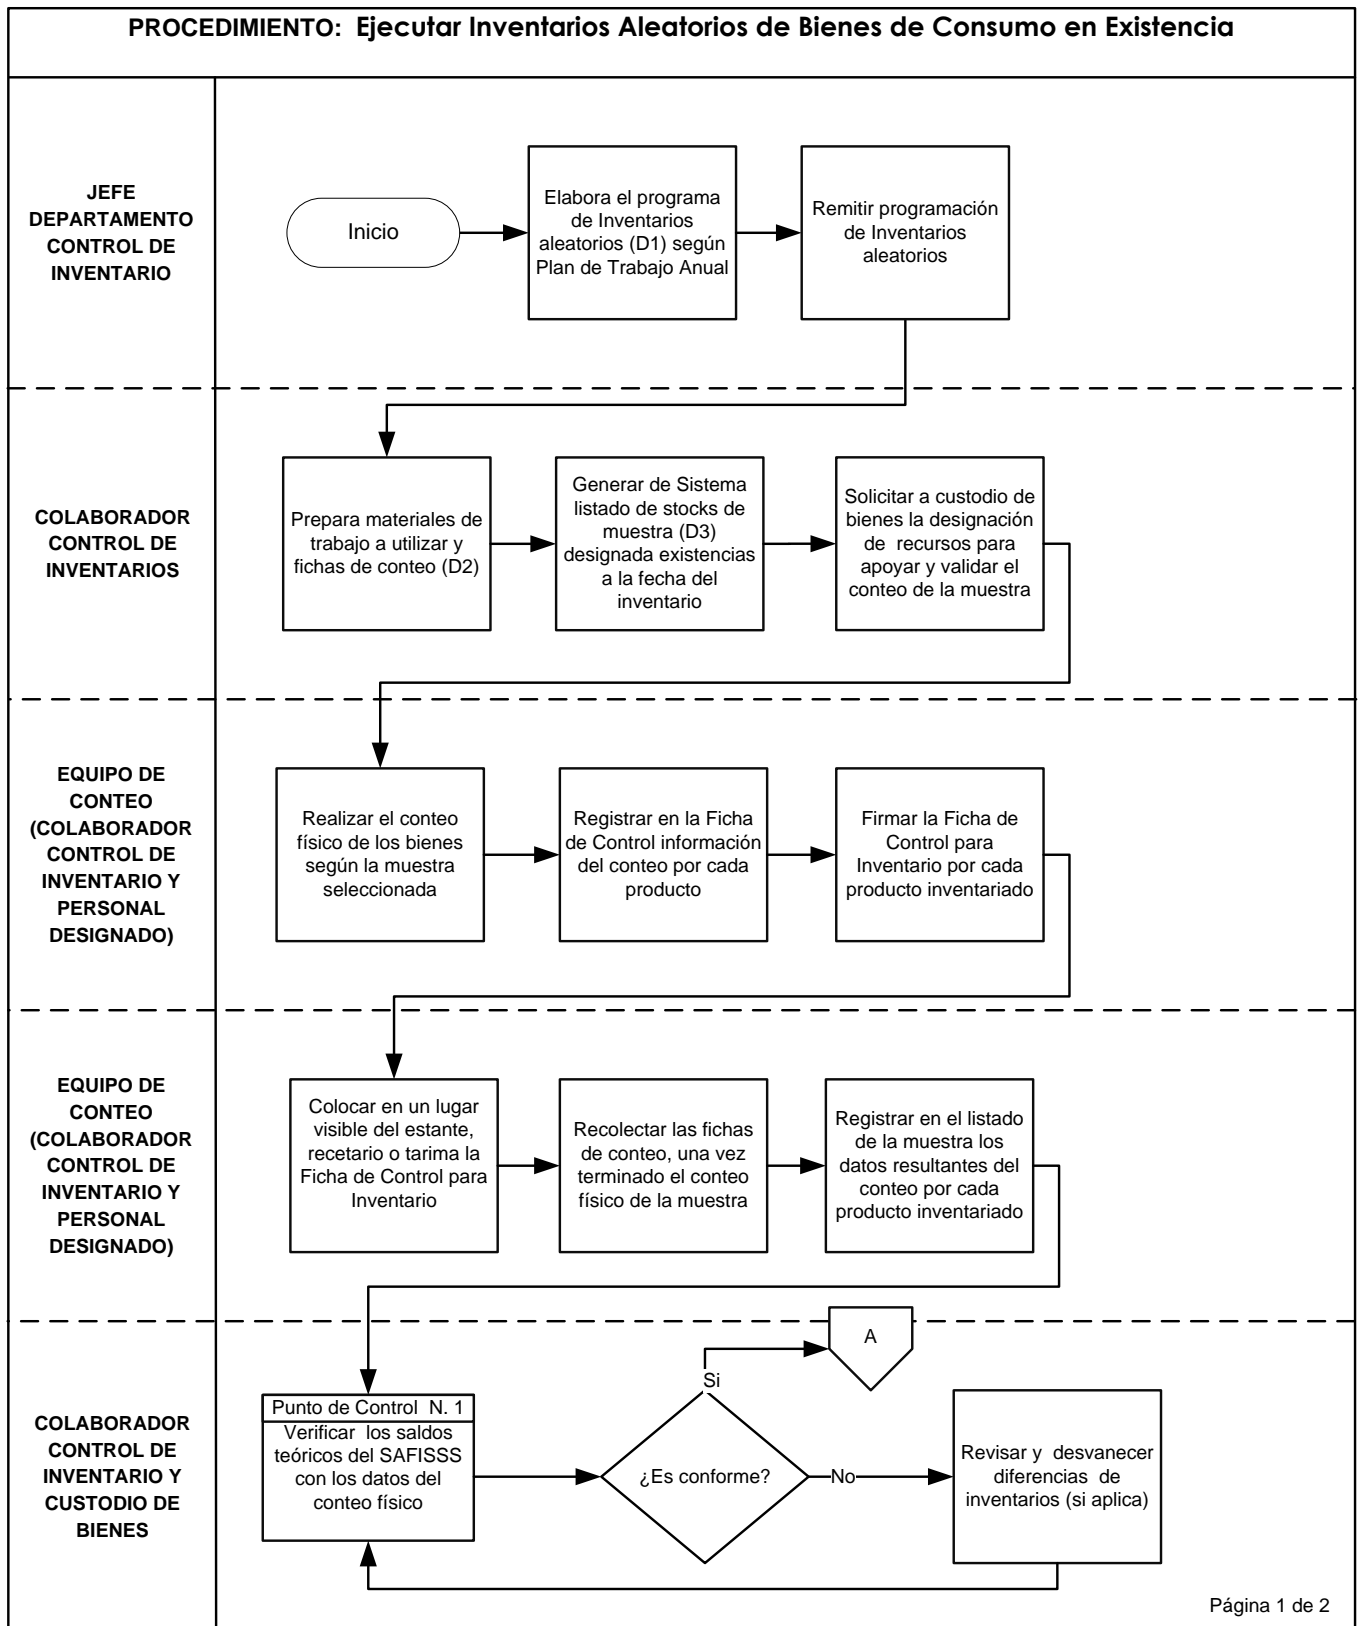 PROCEDIMIENTO: Ejecutar Inventarios Aleatorios de Bienes de Consumo en Existencia
JEFE
DEPARTAMENTO
CONTROL DE
INVENTARIO
Inicio
Elabora el programa
de Inventarios
aleatorios (D1) según
Plan de Trabajo Anual
Remitir programación
de Inventarios
aleatorios
COLABORADOR
CONTROL DE
INVENTARIOS
Prepara materiales de
trabajo a utilizar y
fichas de conteo (D2)
Generar de Sistema
listado de stocks de
muestra (D3)
designada existencias
a la fecha del
inventario
Solicitar a custodio de
bienes la designación
de recursos para
apoyar y validar el
conteo de la muestra
EQUIPO DE
CONTEO
(COLABORADOR
CONTROL DE
INVENTARIO Y
PERSONAL
DESIGNADO)
Realizar el conteo
físico de los bienes
según la muestra
seleccionada
Registrar en la Ficha
de Control información
del conteo por cada
producto
Firmar la Ficha de
Control para
Inventario por cada
producto inventariado
EQUIPO DE
CONTEO
(COLABORADOR
CONTROL DE
INVENTARIO Y
PERSONAL
DESIGNADO)
Colocar en un lugar
visible del estante,
recetario o tarima la
Ficha de Control para
Inventario
Recolectar las fichas
de conteo, una vez
terminado el conteo
físico de la muestra
Registrar en el listado
de la muestra los
datos resultantes del
conteo por cada
producto inventariado
COLABORADOR
CONTROL DE
INVENTARIO Y
CUSTODIO DE
BIENES
Punto de Control N. 1
Verificar los saldos
teóricos del SAFISSS
con los datos del
conteo físico
¿Es conforme?
Si
A
No
Revisar y desvanecer
diferencias de
inventarios (si aplica)
Página 1 de 2